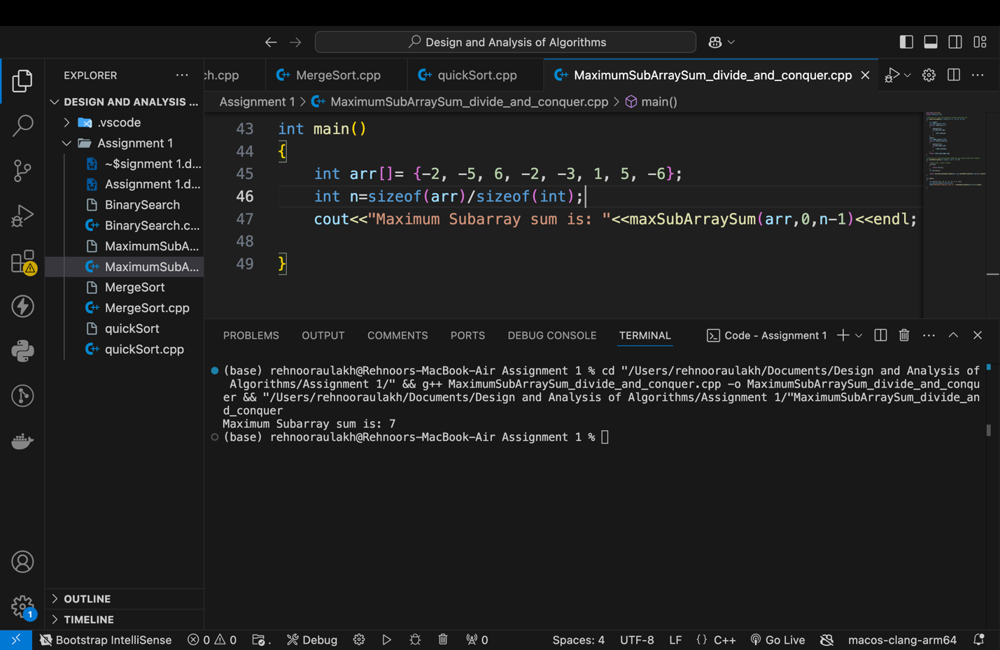 Design and Analysis of Algorithms
EXPLORER
ch.cpp
MergeSort.cpp
quickSort.cpp
MaximumSubArraySum_divide_and_conquer.cpp
DESIGN AND ANALYSIS ...
.vscode
Assignment 1
~$signment 1.d...
Assignment 1.d...
BinarySearch
BinarySearch.c...
MaximumSubA...
MaximumSubA...
MergeSort
MergeSort.cpp
quickSort
quickSort.cpp
OUTLINE
TIMELINE
Assignment 1 > MaximumSubArraySum_divide_and_conquer.cpp > main()
43 int main()
44 {
45 int arr[]= {-2, -5, 6, -2, -3, 1, 5, -6};
46 int n=sizeof(arr)/sizeof(int);
47 cout<<"Maximum Subarray sum is: "<<maxSubArraySum(arr,0,n-1)<<endl;
48
49 }
PROBLEMS OUTPUT COMMENTS PORTS DEBUG CONSOLE TERMINAL Code - Assignment 1
(base) rehnooraulakh@Rehnoors-MacBook-Air Assignment 1 % cd "/Users/rehnooraulakh/Documents/Design and Analysis of
Algorithms/Assignment 1/" && g++ MaximumSubArraySum_divide_and_conquer.cpp -o MaximumSubArraySum_divide_and_conqu
er && "/Users/rehnooraulakh/Documents/Design and Analysis of Algorithms/Assignment 1/"MaximumSubArraySum_divide_an
d_conquer
Maximum Subarray sum is: 7
(base) rehnooraulakh@Rehnoors-MacBook-Air Assignment 1 %
1
Bootstrap IntelliSense 0 0 . Debug 0 Spaces: 4 UTF-8 LF {} C++ Go Live macos-clang-arm64